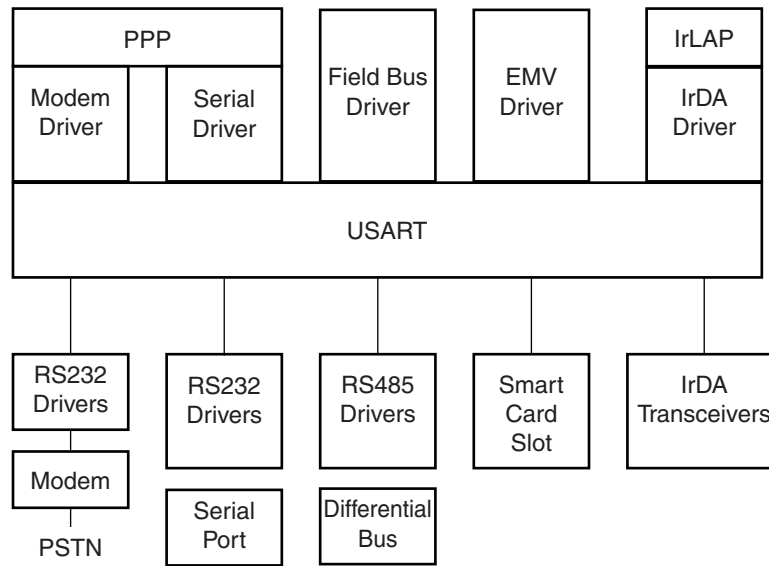 PPP
IrLAP
Modem
Driver
Serial
Driver
Field Bus
Driver
EMV
Driver
IrDA
Driver
USART
RS232
Drivers
RS232
Drivers
RS485
Drivers
Smart
Card
Slot
IrDA
Transceivers
Modem
PSTN
Serial
Port
Differential
Bus